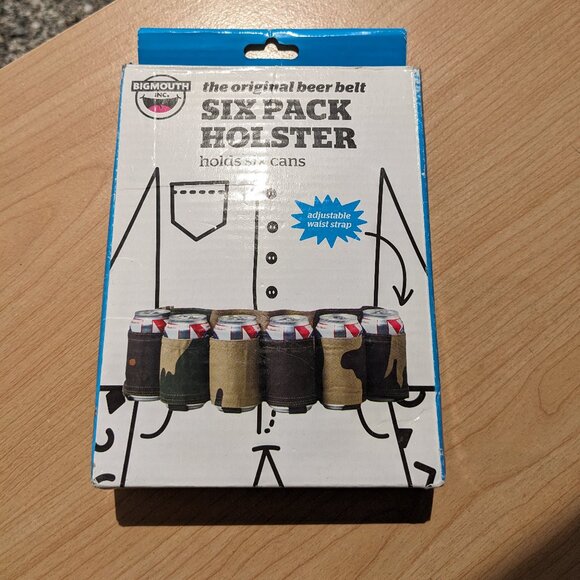 BIGMOUTH
INC.
the original beer belt
SIX PACK
HOLSTER
holds six cans
adjustable
waist strap